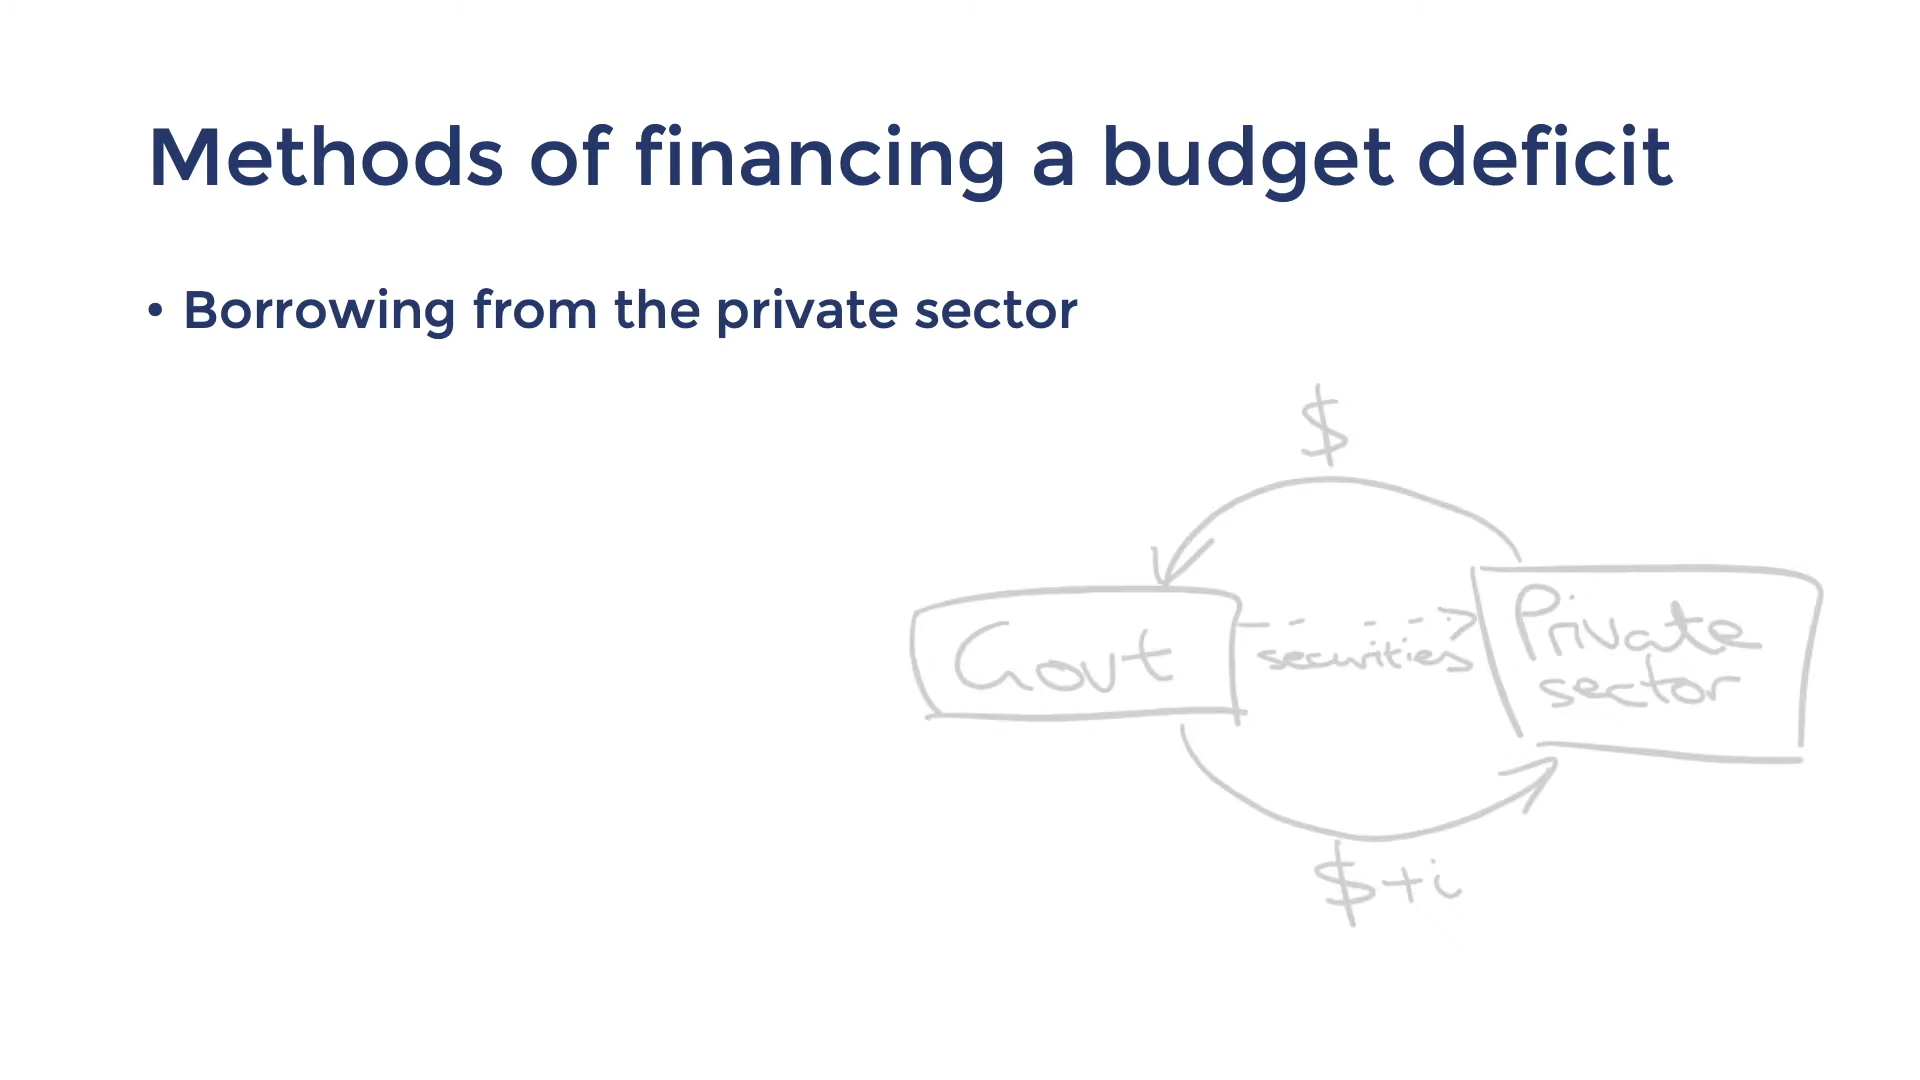 Methods of financing a budget deficit
• Borrowing from the private sector
$
Govt
securities
Private
sector
$+i